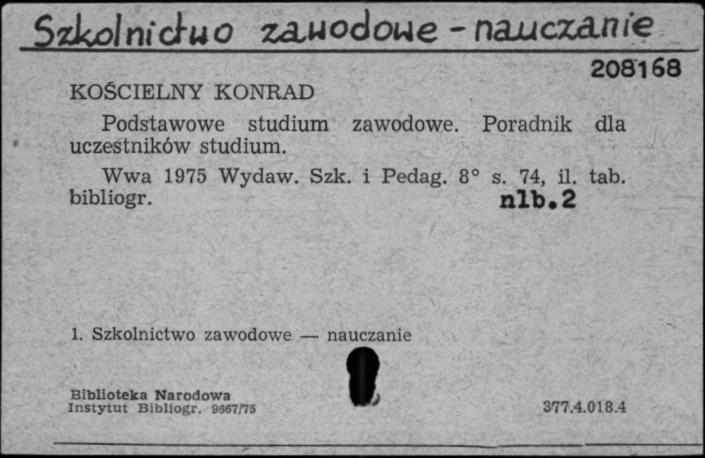 Szkolnictwo zawodowe - nauczanie
208168
KOŚCIELNY KONRAD
Podstawowe studium zawodowe. Poradnik dla
uczestników studium.
Wwa 1975 Wydaw. Szk. i Pedag. 8° s. 74, il. tab.
bibliogr. nlb.2
1. Szkolnictwo zawodowe — nauczanie
Biblioteka Narodowa
Instytut Bibliogr. 9667/75
377.4.018.4